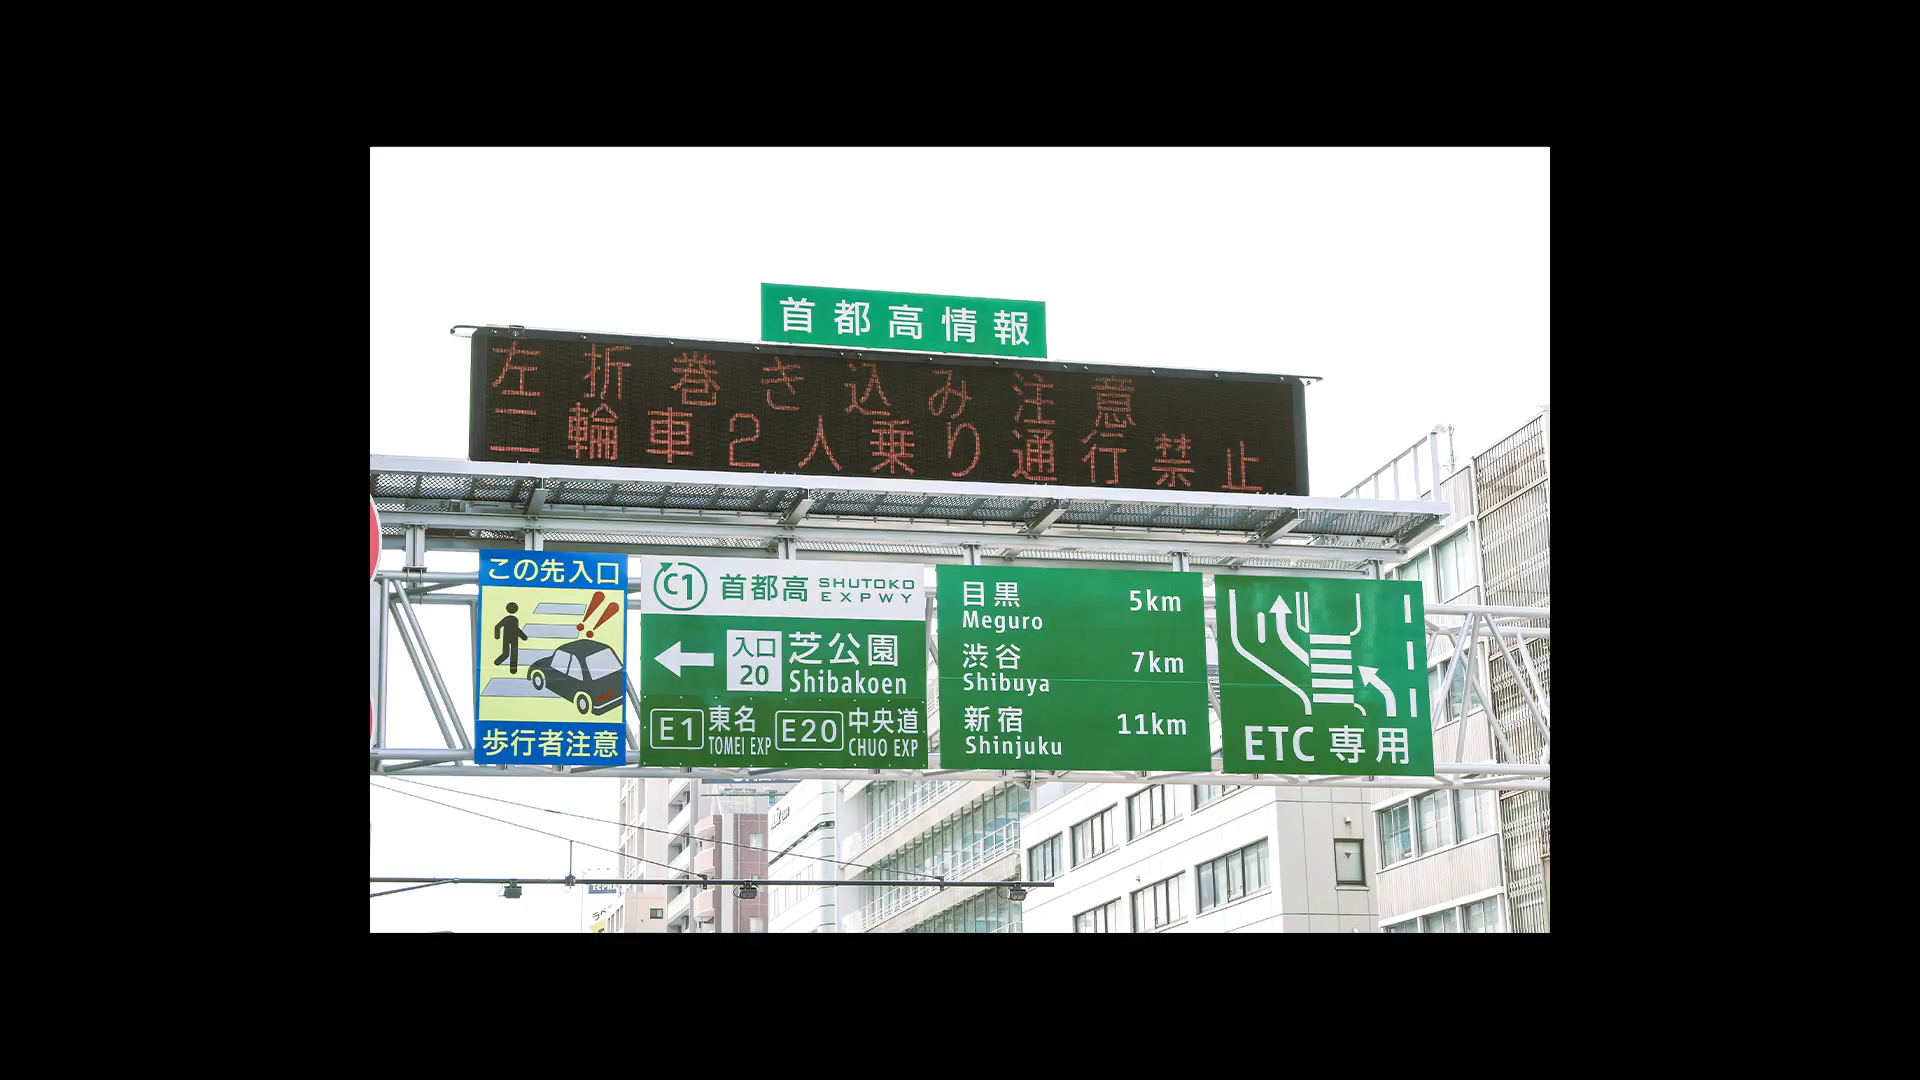 首都高情報
左折巻き込み注意
二輪車2人乗り通行禁止
この先入口
歩行者注意
C1 首都高 SHUTOKO EXPWY
入口 20 芝公園
Shibakoen
E1 東名 TOMEI EXP E20 中央道 CHUO EXP
目黒 5km
Meguro
渋谷 7km
Shibuya
新宿 11km
Shinjuku
ETC専用